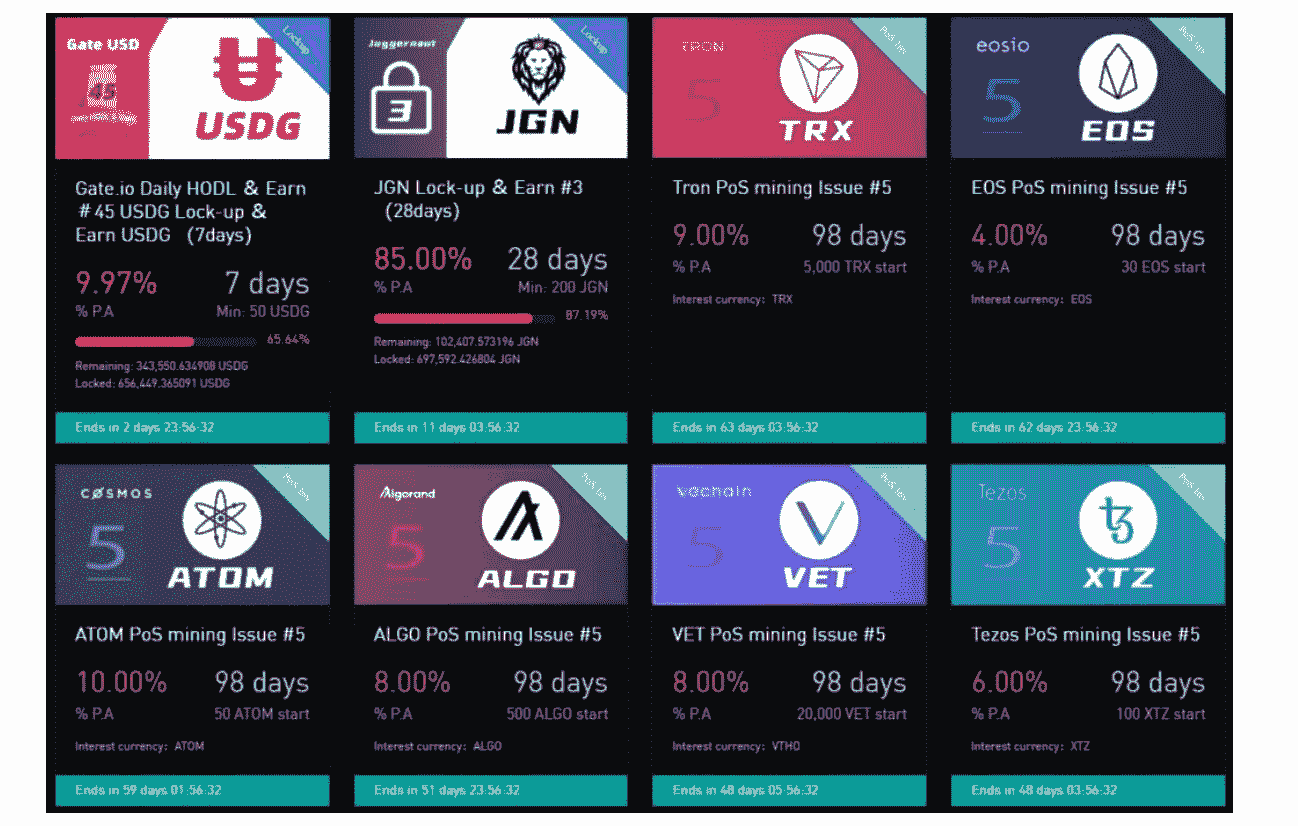 Gate USD
45
Lockup
USDG
Gate.io Daily HODL & Earn
#45 USDG Lock-up &
Earn USDG (7days)
9.97% 7 days
% P.A Min: 50 USDG
65.64%
Remaining: 343,550.634908 USDG
Locked: 656,449.365091 USDG
Ends in 2 days 23:56:32
Juggernaut
3
Lockup
JGN
JGN Lock-up & Earn #3
(28days)
85.00% 28 days
% P.A Min: 200 JGN
87.19%
Remaining: 102,407.573196 JGN
Locked: 697,592.426804 JGN
Ends in 11 days 03:56:32
TRON
5
TRX
Tron PoS mining Issue #5
9.00% 98 days
% P.A 5,000 TRX start
Interest currency: TRX
Ends in 63 days 03:56:32
eosio
5
EOS
EOS PoS mining Issue #5
4.00% 98 days
% P.A 30 EOS start
Interest currency: EOS
Ends in 62 days 23:56:32
COSMOS
5
ATOM
ATOM PoS mining Issue #5
10.00% 98 days
% P.A 50 ATOM start
Interest currency: ATOM
Ends in 59 days 01:56:32
Algorand
5
ALGO
ALGO PoS mining Issue #5
8.00% 98 days
% P.A 500 ALGO start
Interest currency: ALGO
Ends in 51 days 23:56:32
5
VET
VET PoS mining Issue #5
8.00% 98 days
% P.A 20,000 VET start
Interest currency: VTHO
Ends in 48 days 05:56:32
Tezos
5
XTZ
Tezos PoS mining Issue #5
6.00% 98 days
% P.A 100 XTZ start
Interest currency: XTZ
Ends in 48 days 03:56:32